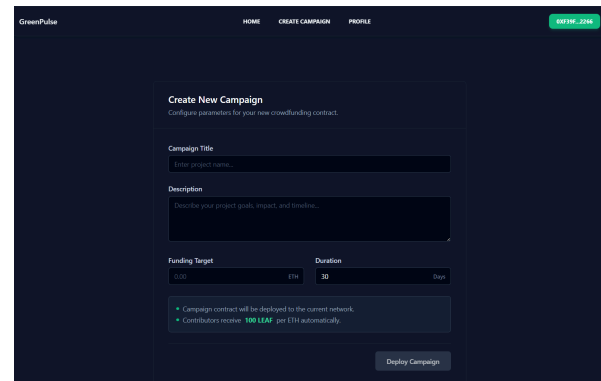 GreenPulse
HOME CREATE CAMPAIGN PROFILE
0XF39F...2266
Create New Campaign
Configure parameters for your new crowdfunding contract.
Campaign Title
Enter project name...
Description
Describe your project goals, impact, and timeline...
Funding Target Duration
0.00 ETH 30 Days
Campaign contract will be deployed to the current network.
Contributors receive 100 LEAF per ETH automatically.
Deploy Campaign